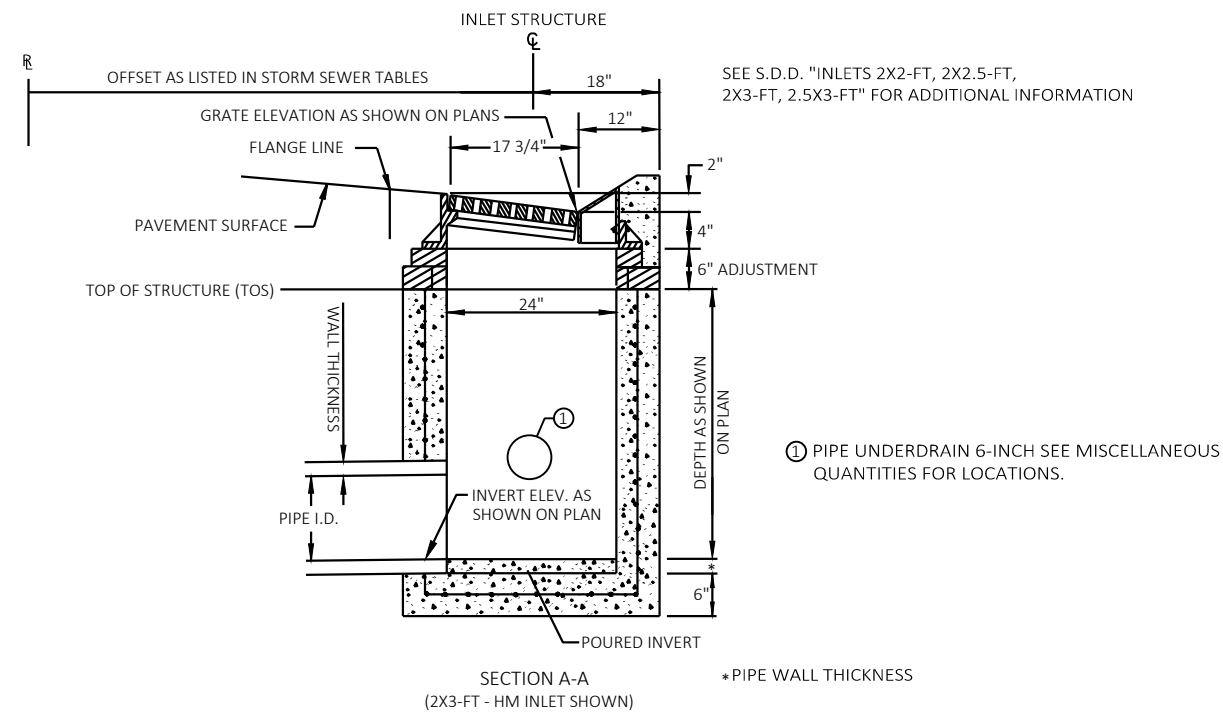 INLET STRUCTURE
℄
RL
OFFSET AS LISTED IN STORM SEWER TABLES
18"
SEE S.D.D. "INLETS 2X2-FT, 2X2.5-FT,
2X3-FT, 2.5X3-FT" FOR ADDITIONAL INFORMATION
GRATE ELEVATION AS SHOWN ON PLANS
12"
FLANGE LINE
17 3/4"
2"
PAVEMENT SURFACE
4"
6" ADJUSTMENT
TOP OF STRUCTURE (TOS)
24"
WALL THICKNESS
DEPTH AS SHOWN
ON PLAN
1
1 PIPE UNDERDRAIN 6-INCH SEE MISCELLANEOUS
QUANTITIES FOR LOCATIONS.
INVERT ELEV. AS
SHOWN ON PLAN
PIPE I.D.
*
6"
POURED INVERT
SECTION A-A
(2X3-FT - HM INLET SHOWN)
*PIPE WALL THICKNESS